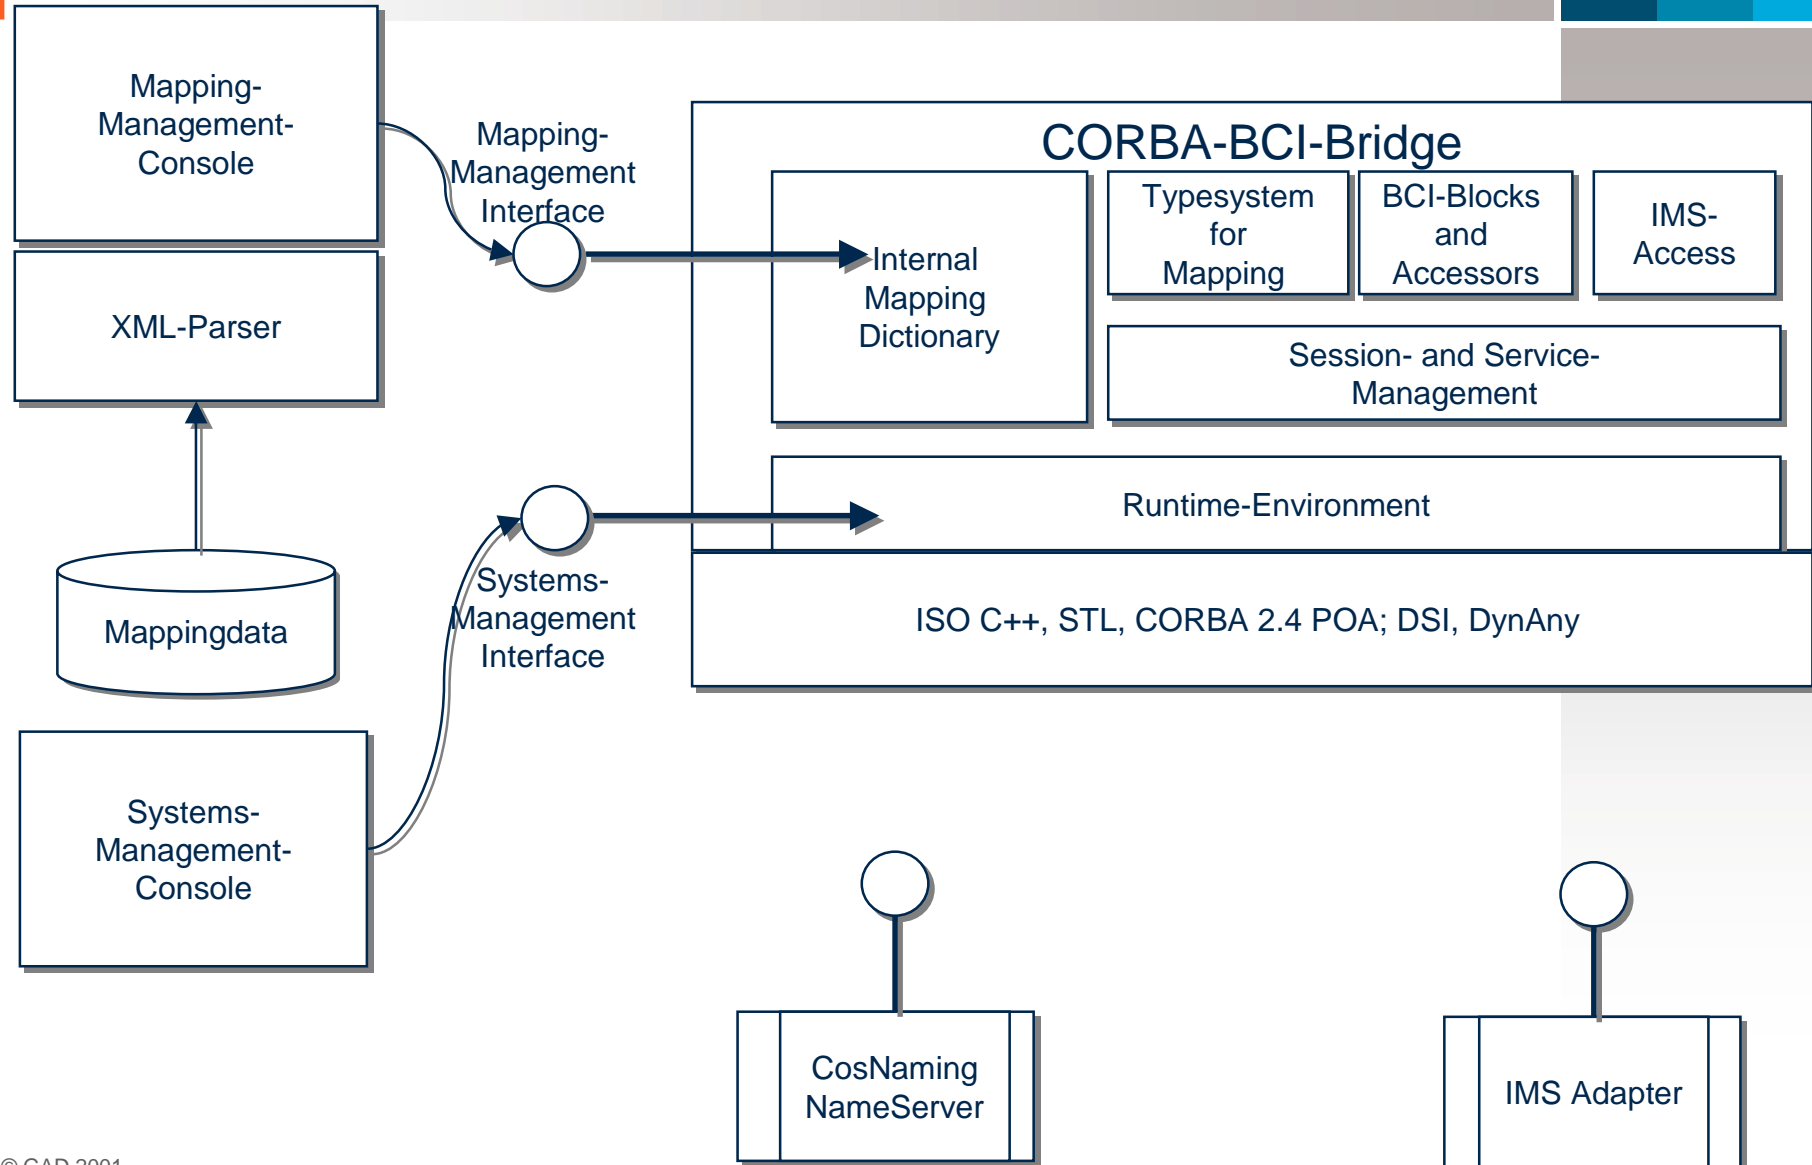 Mapping-
Management-
Console
XML-Parser
Mappingdata
Systems-
Management-
Console
Mapping-
Management
Interface
Systems-
Management
Interface
CORBA-BCI-Bridge
Internal
Mapping
Dictionary
Typesystem
for
Mapping
BCI-Blocks
and
Accessors
IMS-
Access
Session- and Service-
Management
Runtime-Environment
ISO C++, STL, CORBA 2.4 POA; DSI, DynAny
CosNaming
NameServer
IMS Adapter